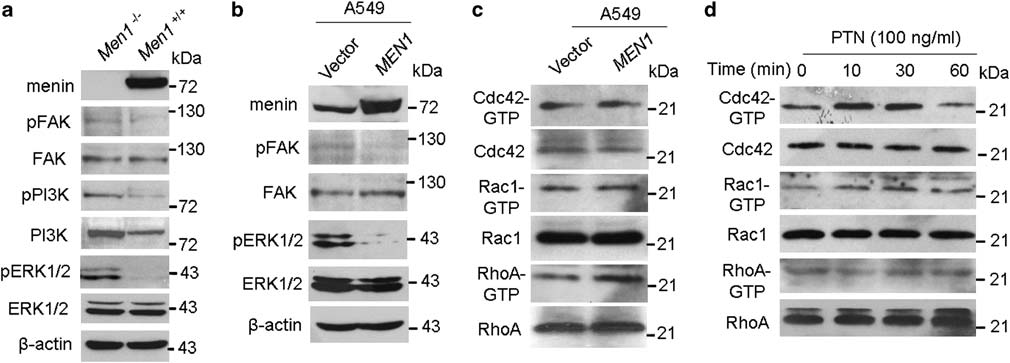 a
Men1 -/- Men1 +/+ kDa
menin 72
pFAK 130
FAK 130
pPI3K 72
PI3K 72
pERK1/2 43
ERK1/2 43
β-actin 43
b
A549
Vector MEN1 kDa
menin 72
pFAK 130
FAK 130
pERK1/2 43
ERK1/2 43
β-actin 43
c
A549
Vector MEN1 kDa
Cdc42-
GTP 21
Cdc42 21
Rac1-
GTP 21
Rac1 21
RhoA-
GTP 21
RhoA 21
d
PTN (100 ng/ml)
Time (min) 0 10 30 60 kDa
Cdc42-
GTP 21
Cdc42 21
Rac1-
GTP 21
Rac1 21
RhoA-
GTP 21
RhoA 21